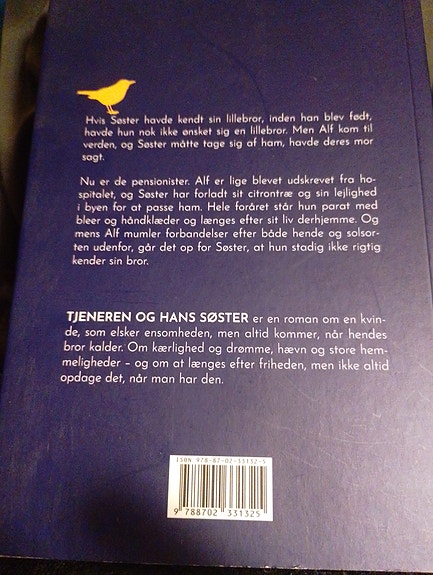 Hvis Søster havde kendt sin lillebror, inden han blev født,
havde hun nok ikke ønsket sig en lillebror. Men Alf kom til
verden, og Søster måtte tage sig af ham, havde deres mor
sagt.
Nu er de pensionister. Alf er lige blevet udskrevet fra ho-
spitalet, og Søster har forladt sit citrontræ og sin lejlighed
i byen for at passe ham. Hele foråret står hun parat med
bleer og håndklæder og længes efter sit liv derhjemme. Og
mens Alf mumler forbandelser efter både hende og solsor-
ten udenfor, går det op for Søster, at hun stadig ikke rigtig
kender sin bror.
TJENEREN OG HANS SØSTER er en roman om en kvin-
de, som elsker ensomheden, men altid kommer, når hendes
bror kalder. Om kærlighed og drømme, hævn og store hem-
meligheder – og om at længes efter friheden, men ikke altid
opdage det, når man har den.
ISBN 978-87-02-33132-5
9 788702 331325